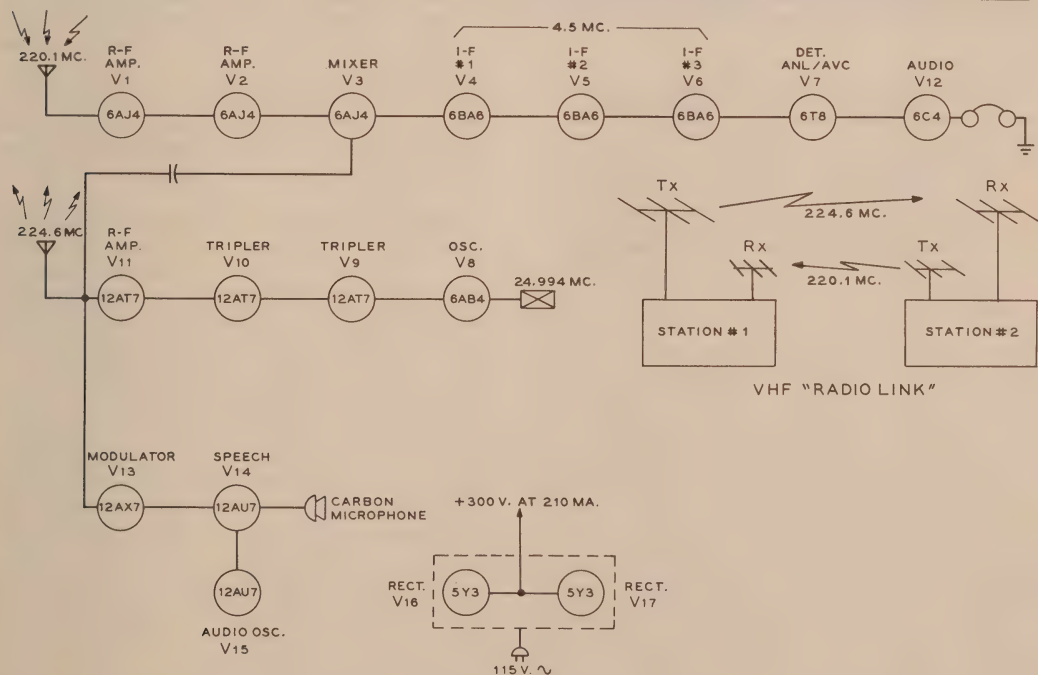 4.5 MC.
220.1 MC.
R-F
AMP.
V1
R-F
AMP.
V2
MIXER
V3
I-F
#1
V4
I-F
#2
V5
I-F
#3
V6
DET.
ANL/AVC
V7
AUDIO
V12
6AJ4
6AJ4
6AJ4
6BA6
6BA6
6BA6
6T8
6C4
224.6 MC
R-F
AMP.
V11
TRIPLER
V10
TRIPLER
V9
OSC.
V8
24.994 MC.
12AT7
12AT7
12AT7
6AB4
Tx
224.6 MC.
Rx
Rx
220.1 MC.
Tx
STATION #1
STATION #2
VHF "RADIO LINK"
MODULATOR
V13
SPEECH
V14
12AX7
12AU7
CARBON
MICROPHONE
12AU7
AUDIO OSC.
V15
+300 V. AT 210 MA.
RECT.
V16
5Y3
5Y3
RECT.
V17
115 V. ∿